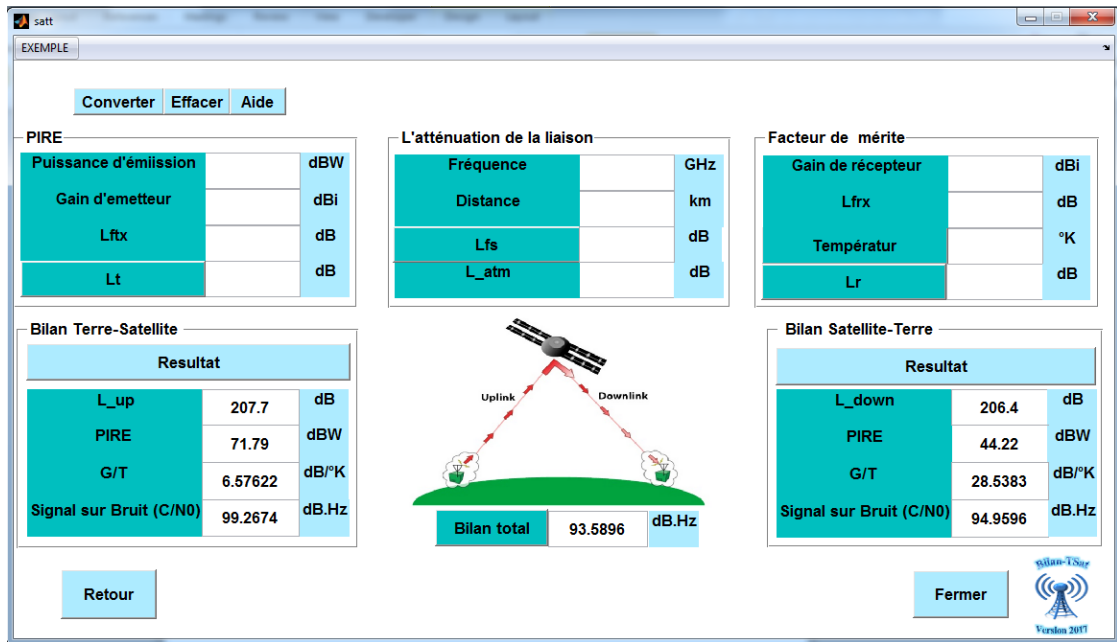 satt
EXEMPLE
Converter Effacer Aide
PIRE
Puissance d'émiission dBW
Gain d'emetteur dBi
Lftx dB
Lt dB
L'atténuation de la liaison
Fréquence GHz
Distance km
Lfs dB
L_atm dB
Facteur de mérite
Gain de récepteur dBi
Lfrx dB
Températur °K
Lr dB
Bilan Terre-Satellite
Resultat
L_up 207.7 dB
PIRE 71.79 dBW
G/T 6.57622 dB/°K
Signal sur Bruit (C/N0) 99.2674 dB.Hz
Uplink
Downlink
Bilan total 93.5896 dB.Hz
Bilan Satellite-Terre
Resultat
L_down 206.4 dB
PIRE 44.22 dBW
G/T 28.5383 dB/°K
Signal sur Bruit (C/N0) 94.9596 dB.Hz
Retour
Fermer
Bilan-TSat
Version 2017